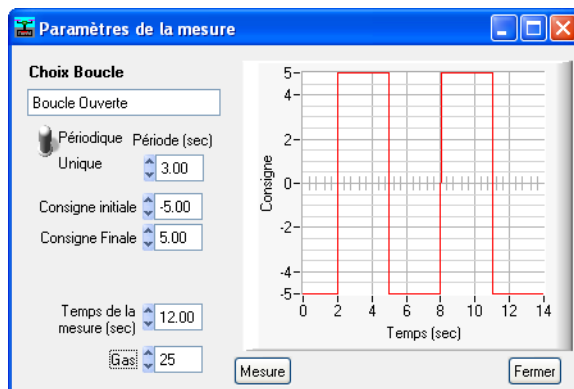 Paramètres de la mesure
Choix Boucle
Boucle Ouverte
Périodique
Période (sec)
Unique
3.00
Consigne initiale
-5.00
Consigne Finale
5.00
Temps de la
mesure (sec)
12.00
Gas
25
Consigne
5-
4-
2-
0-
-2-
-4-
-5-
0 2 4 6 8 10 12 14
Temps (sec)
Mesure
Fermer